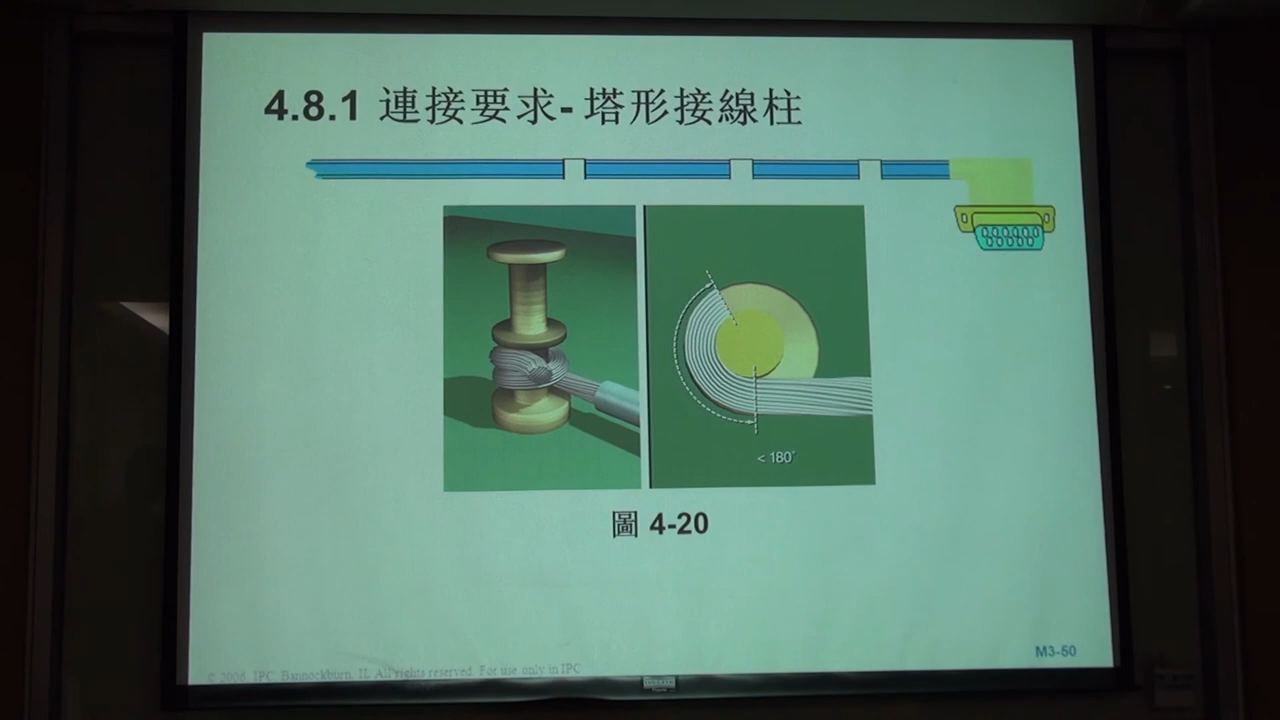 4.8.1 連接要求- 塔形接線柱
< 180°
圖 4-20
M3-50
© 2006, IPC, Bannockburn, IL All rights reserved. For use only in IPC